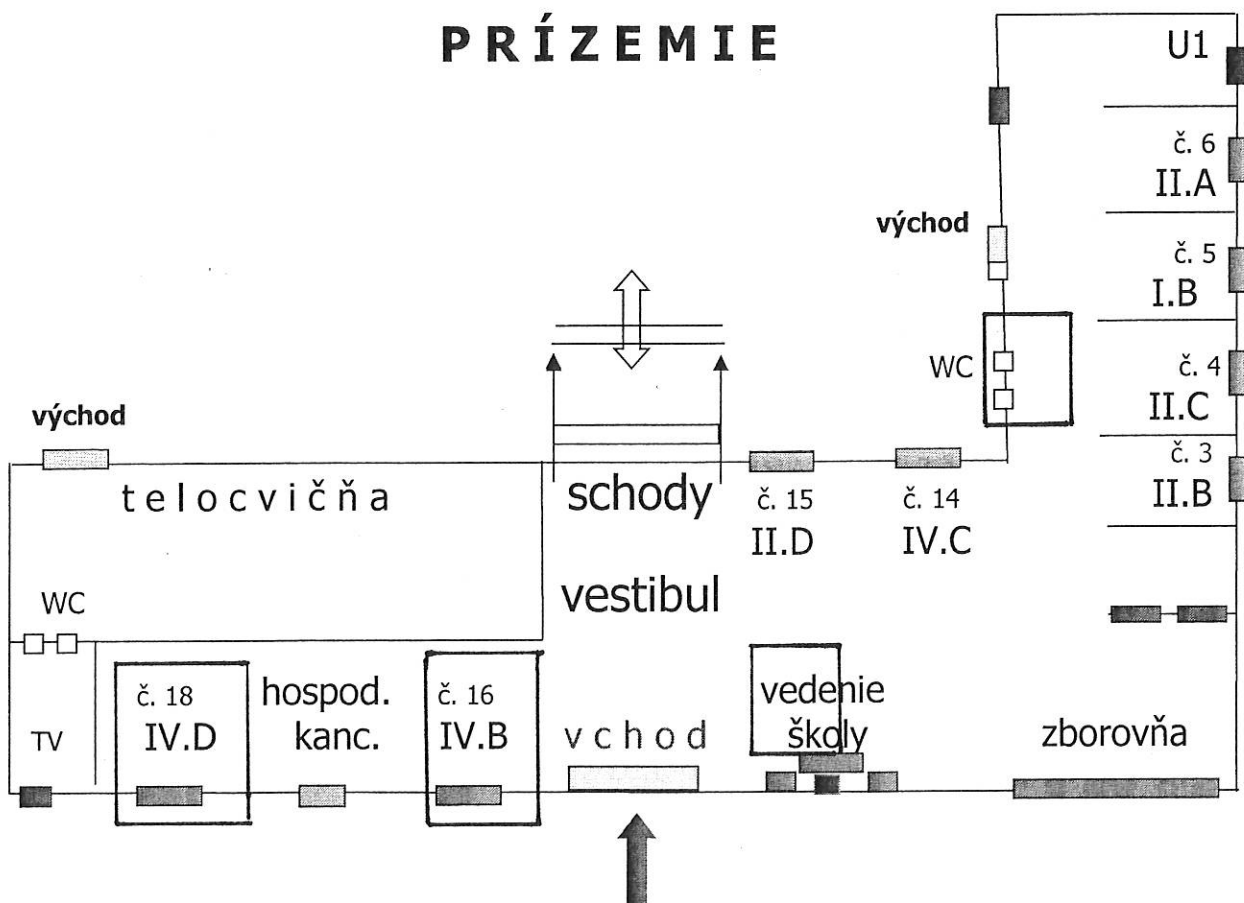 PRÍZEMIE
U1
č. 6
II.A
východ
č. 5
I.B
WC
č. 4
II.C
východ
č. 3
II.B
telocvičňa
schody
č. 15
II.D
č. 14
IV.C
vestibul
WC
TV
č. 18
IV.D
hospod.
kanc.
č. 16
IV.B
vchod
vedenie
školy
zborovňa